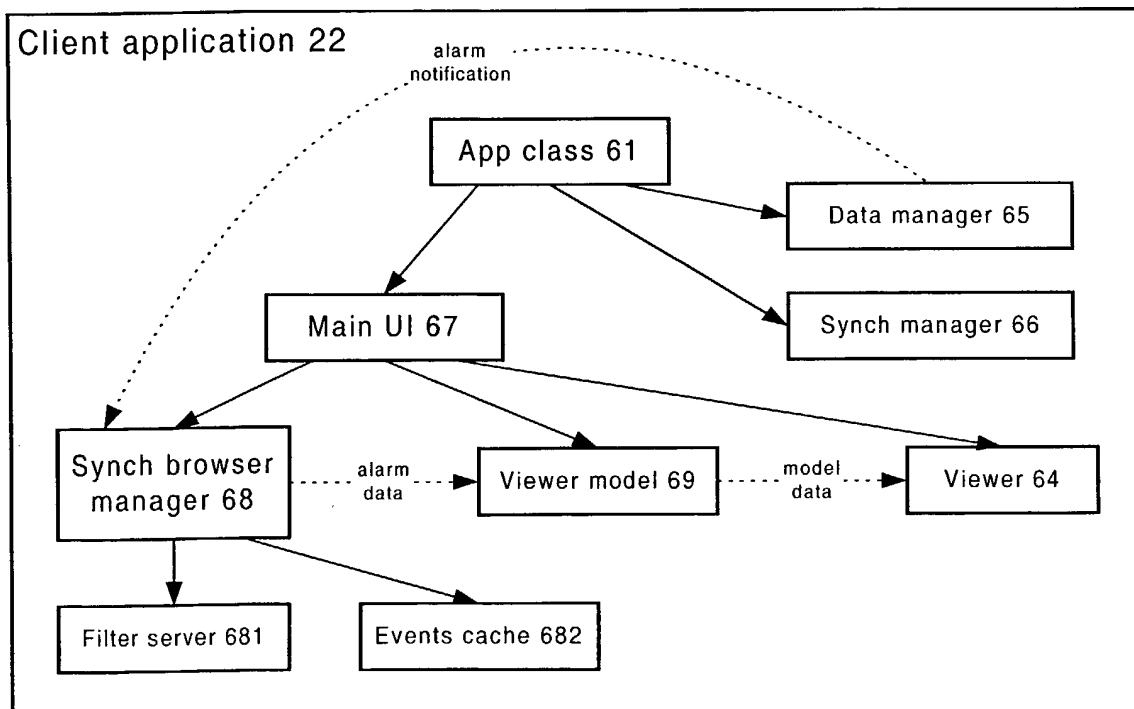 Client application 22
alarm
notification
App class 61
Data manager 65
Main UI 67
Synch manager 66
Synch browser
manager 68
alarm
data
Viewer model 69
model
data
Viewer 64
Filter server 681
Events cache 682